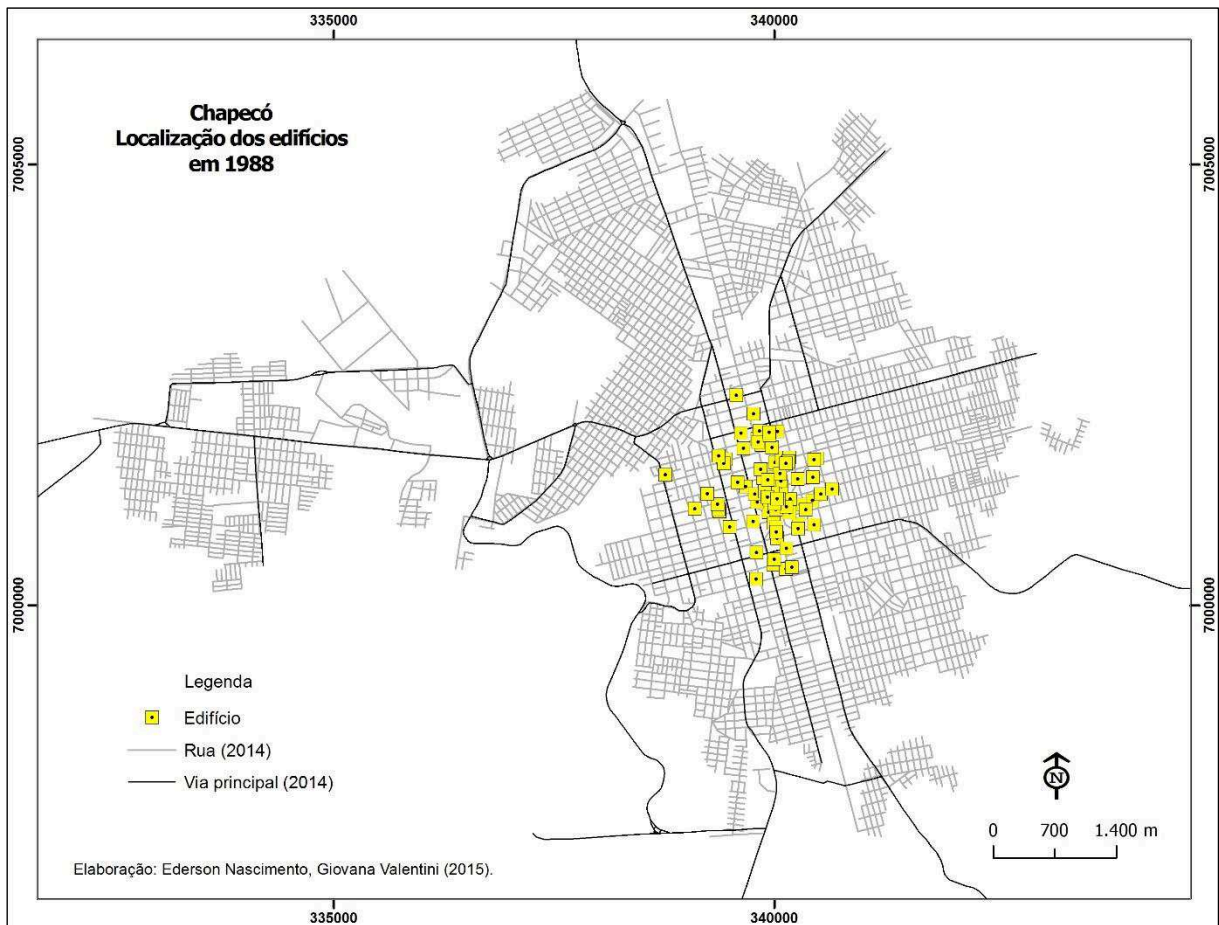 335000
340000
Chapecó
Localização dos edifícios
em 1988
7005000
7005000
7000000
7000000
Legenda
Edifício
Rua (2014)
Via principal (2014)
N
0 700 1.400 m
Elaboração: Ederson Nascimento, Giovana Valentini (2015).
335000
340000